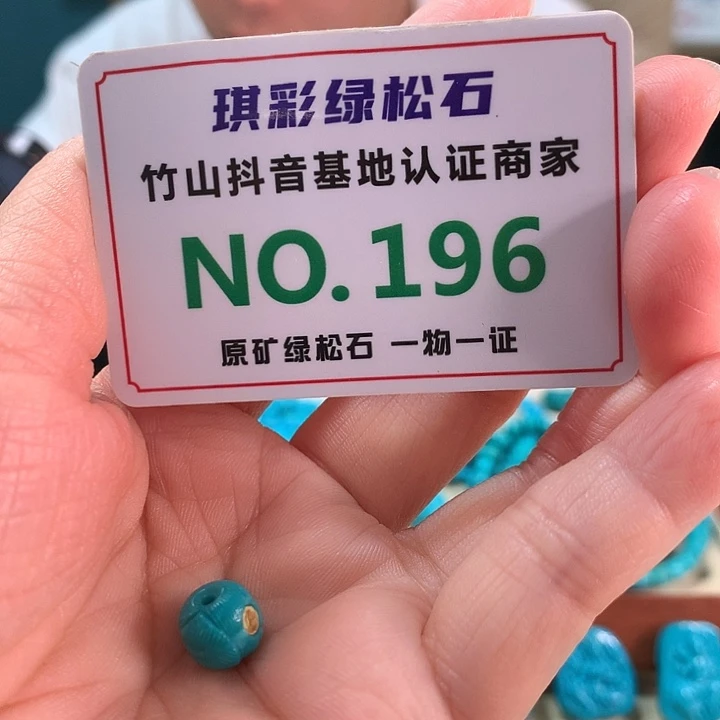 琪彩绿松石
竹山抖音基地认证商家
NO.196
原矿绿松石 一物一证